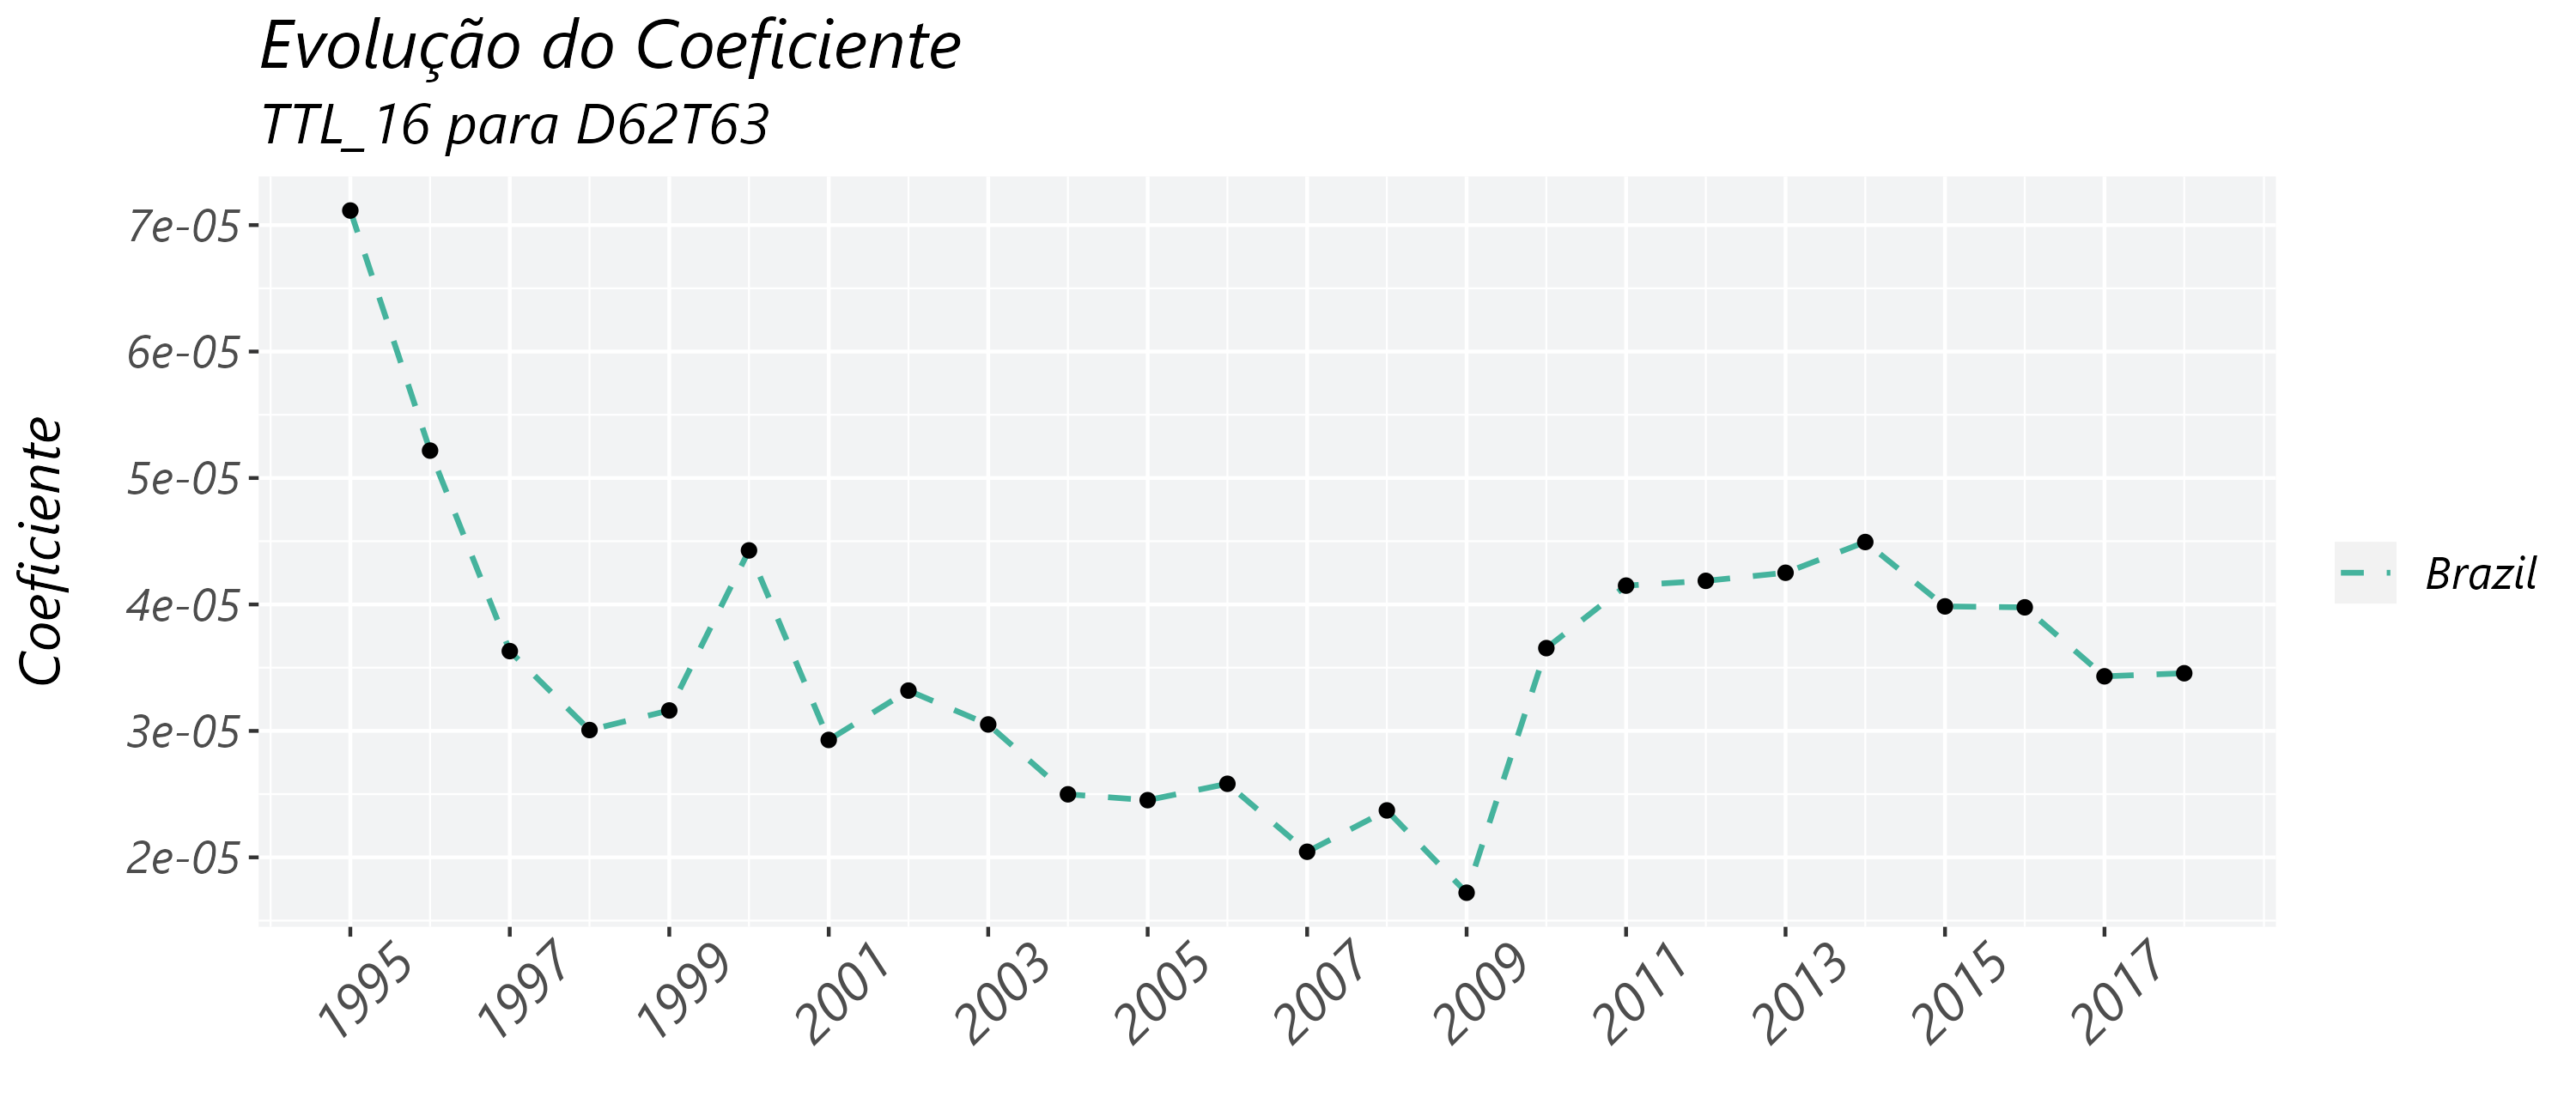 Evolução do Coeficiente
TTL_16 para D62T63
Coeficiente
7e-05
6e-05
5e-05
4e-05
3e-05
2e-05
1995
1997
1999
2001
2003
2005
2007
2009
2011
2013
2015
2017
Brazil